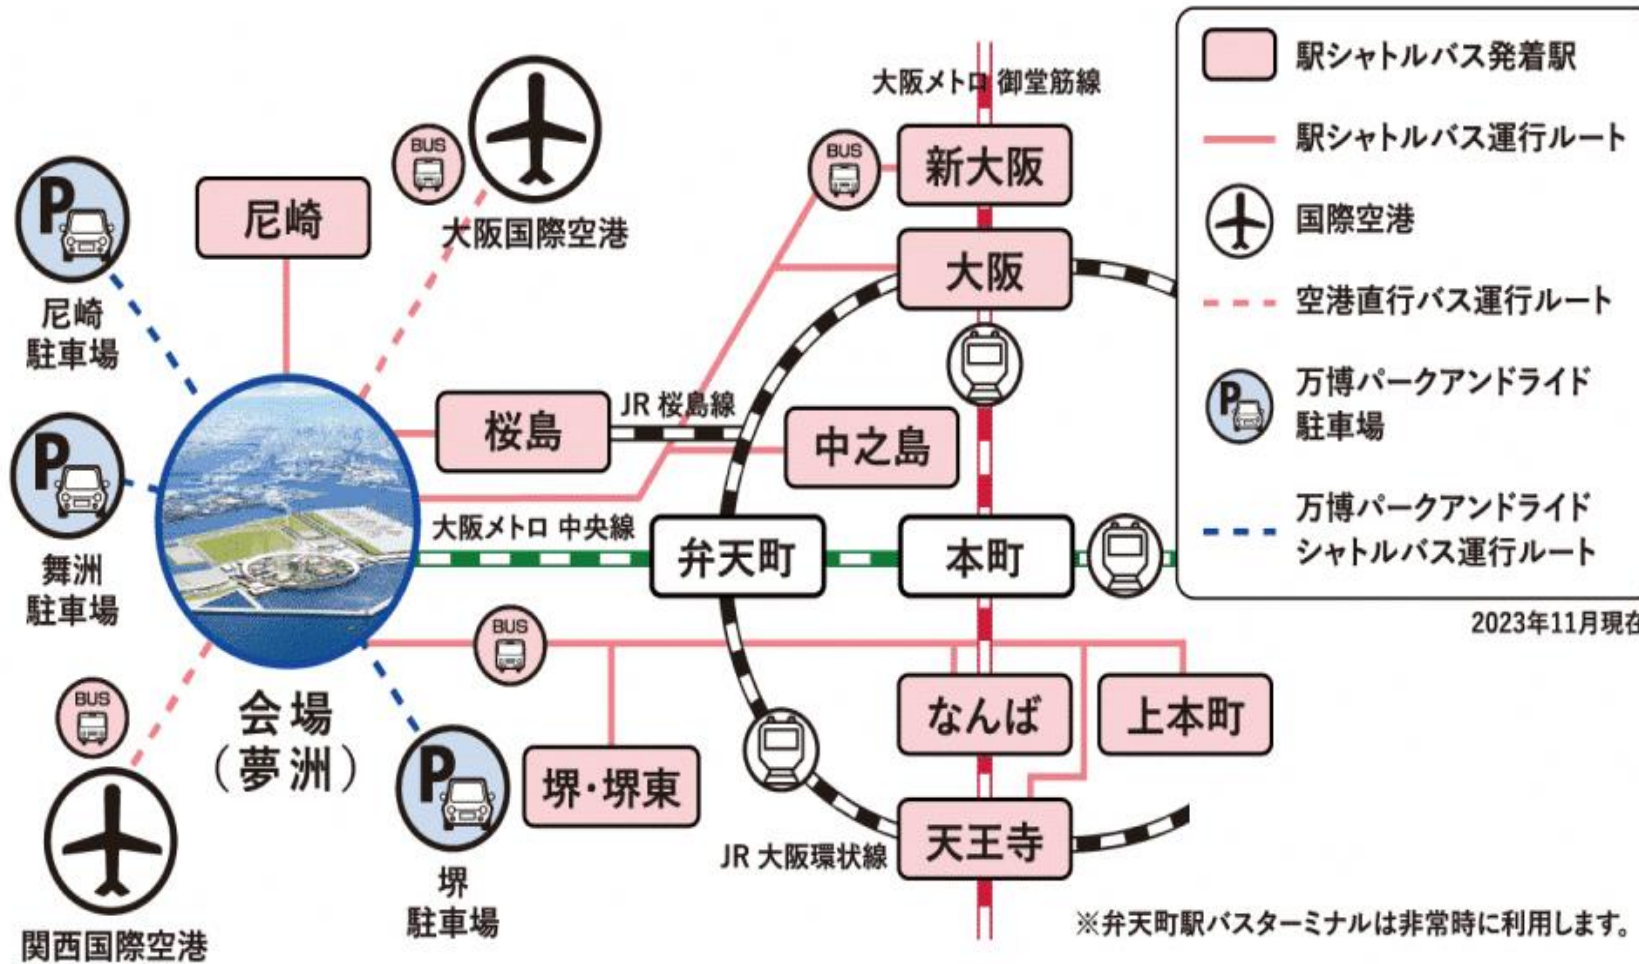 大阪メトロ 御堂筋線
BUS
大阪国際空港
BUS
新大阪
大阪
尼崎
P
尼崎
駐車場
桜島
JR 桜島線
中之島
P
舞洲
駐車場
大阪メトロ 中央線
弁天町
本町
BUS
なんば
上本町
会場
（夢洲）
BUS
関西国際空港
P
堺
駐車場
堺・堺東
天王寺
JR 大阪環状線
駅シャトルバス発着駅
駅シャトルバス運行ルート
国際空港
空港直行バス運行ルート
P
万博パークアンドライド
駐車場
万博パークアンドライド
シャトルバス運行ルート
2023年11月現在
※弁天町駅バスターミナルは非常時に利用します。